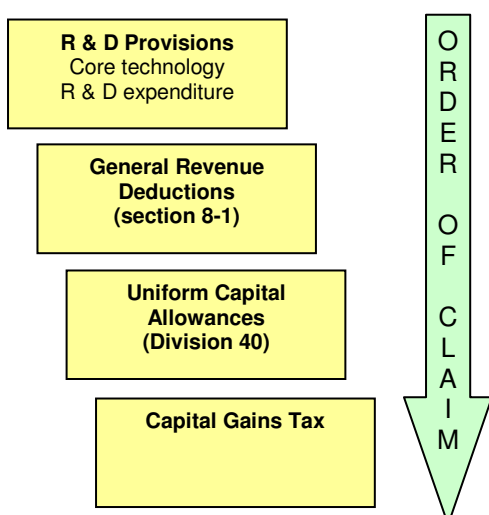 R & D Provisions
Core technology
R & D expenditure
General Revenue
Deductions
(section 8-1)
Uniform Capital
Allowances
(Division 40)
Capital Gains Tax
O
R
D
E
R
O
F
C
L
A
I
M